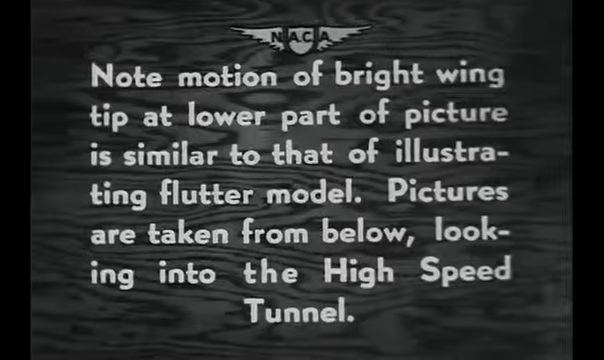 N.A.C.A.
Note motion of bright wing
tip at lower part of picture
is similar to that of illustra-
ting flutter model. Pictures
are taken from below, look-
ing into the High Speed
Tunnel.